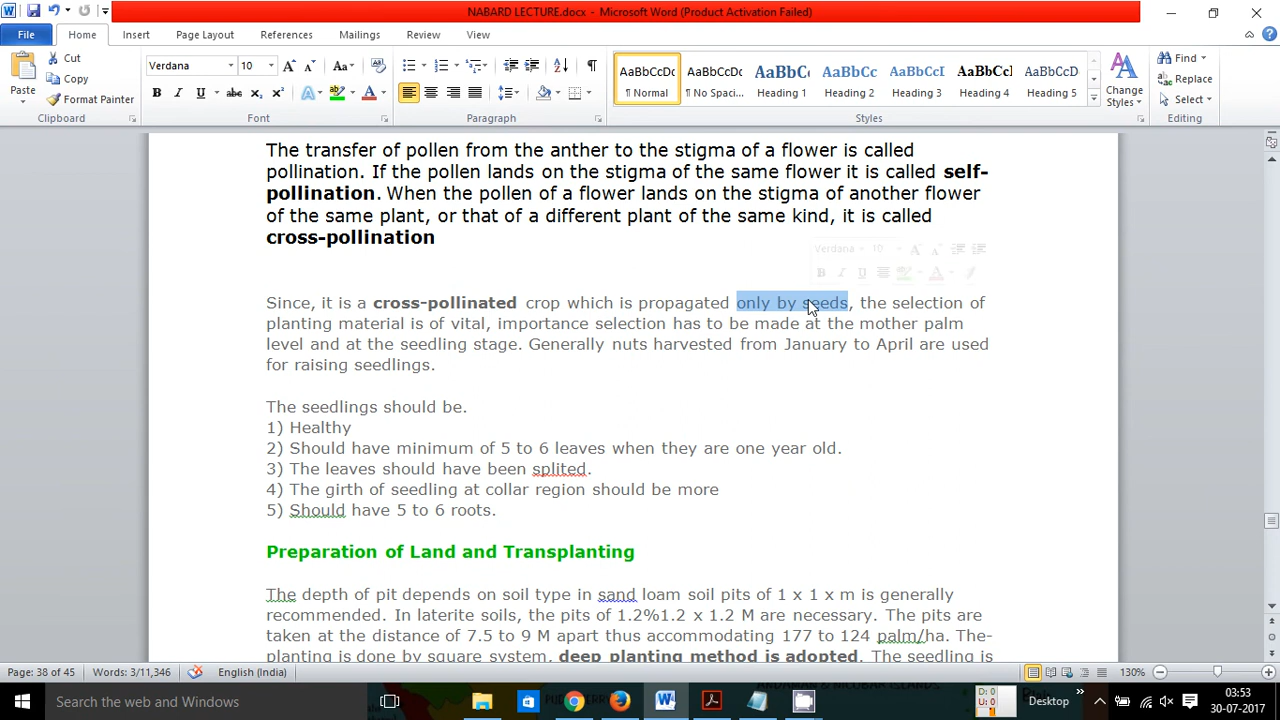 NABARD LECTURE.docx - Microsoft Word (Product Activation Failed)
File Home Insert Page Layout References Mailings Review View
Cut
Copy
Format Painter
Paste
Clipboard
Verdana 10
Font
Paragraph
AaBbCcDc AaBbCcDc AaBbC AaBbCc AaBbCcI AaBbCcI AaBbCcDc
¶ Normal ¶ No Spaci... Heading 1 Heading 2 Heading 3 Heading 4 Heading 5
Change Styles
Styles
Find
Replace
Select
Editing
The transfer of pollen from the anther to the stigma of a flower is called
pollination. If the pollen lands on the stigma of the same flower it is called self-
pollination. When the pollen of a flower lands on the stigma of another flower
of the same plant, or that of a different plant of the same kind, it is called
cross-pollination
Verdana 10
Since, it is a cross-pollinated crop which is propagated only by seeds, the selection of
planting material is of vital, importance selection has to be made at the mother palm
level and at the seedling stage. Generally nuts harvested from January to April are used
for raising seedlings.
The seedlings should be.
1) Healthy
2) Should have minimum of 5 to 6 leaves when they are one year old.
3) The leaves should have been splited.
4) The girth of seedling at collar region should be more
5) Should have 5 to 6 roots.
Preparation of Land and Transplanting
The depth of pit depends on soil type in sand loam soil pits of 1 x 1 x m is generally
recommended. In laterite soils, the pits of 1.2%1.2 x 1.2 M are necessary. The pits are
taken at the distance of 7.5 to 9 M apart thus accommodating 177 to 124 palm/ha. The-
planting is done by square system, deep planting method is adopted. The seedling is
Page: 38 of 45 Words: 3/11,346 English (India) 130%
Search the web and Windows
D: 0
U: 0
Desktop
03:53
30-07-2017